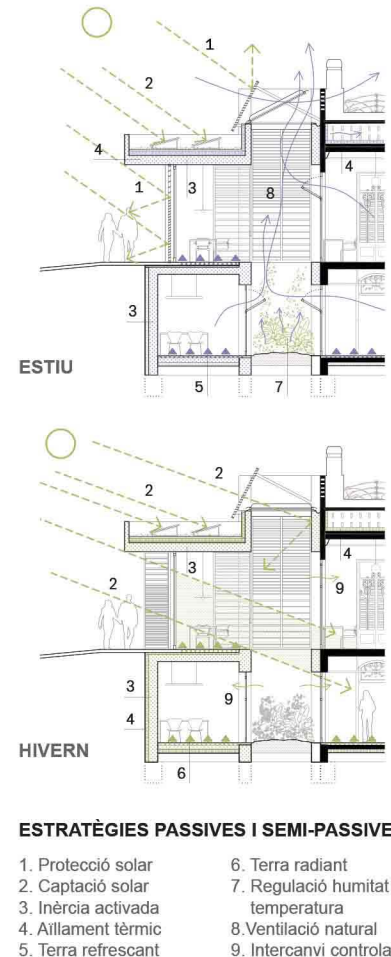 1
2
4
1
3
8
4
3
ESTIU
5
7
2
2
3
4
2
9
3
9
4
HIVERN
6
ESTRATÈGIES PASSIVES I SEMI-PASSIVE
1. Protecció solar
2. Captació solar
3. Inèrcia activada
4. Aïllament tèrmic
5. Terra refrescant
6. Terra radiant
7. Regulació humitat
temperatura
8.Ventilació natural
9. Intercanvi controla